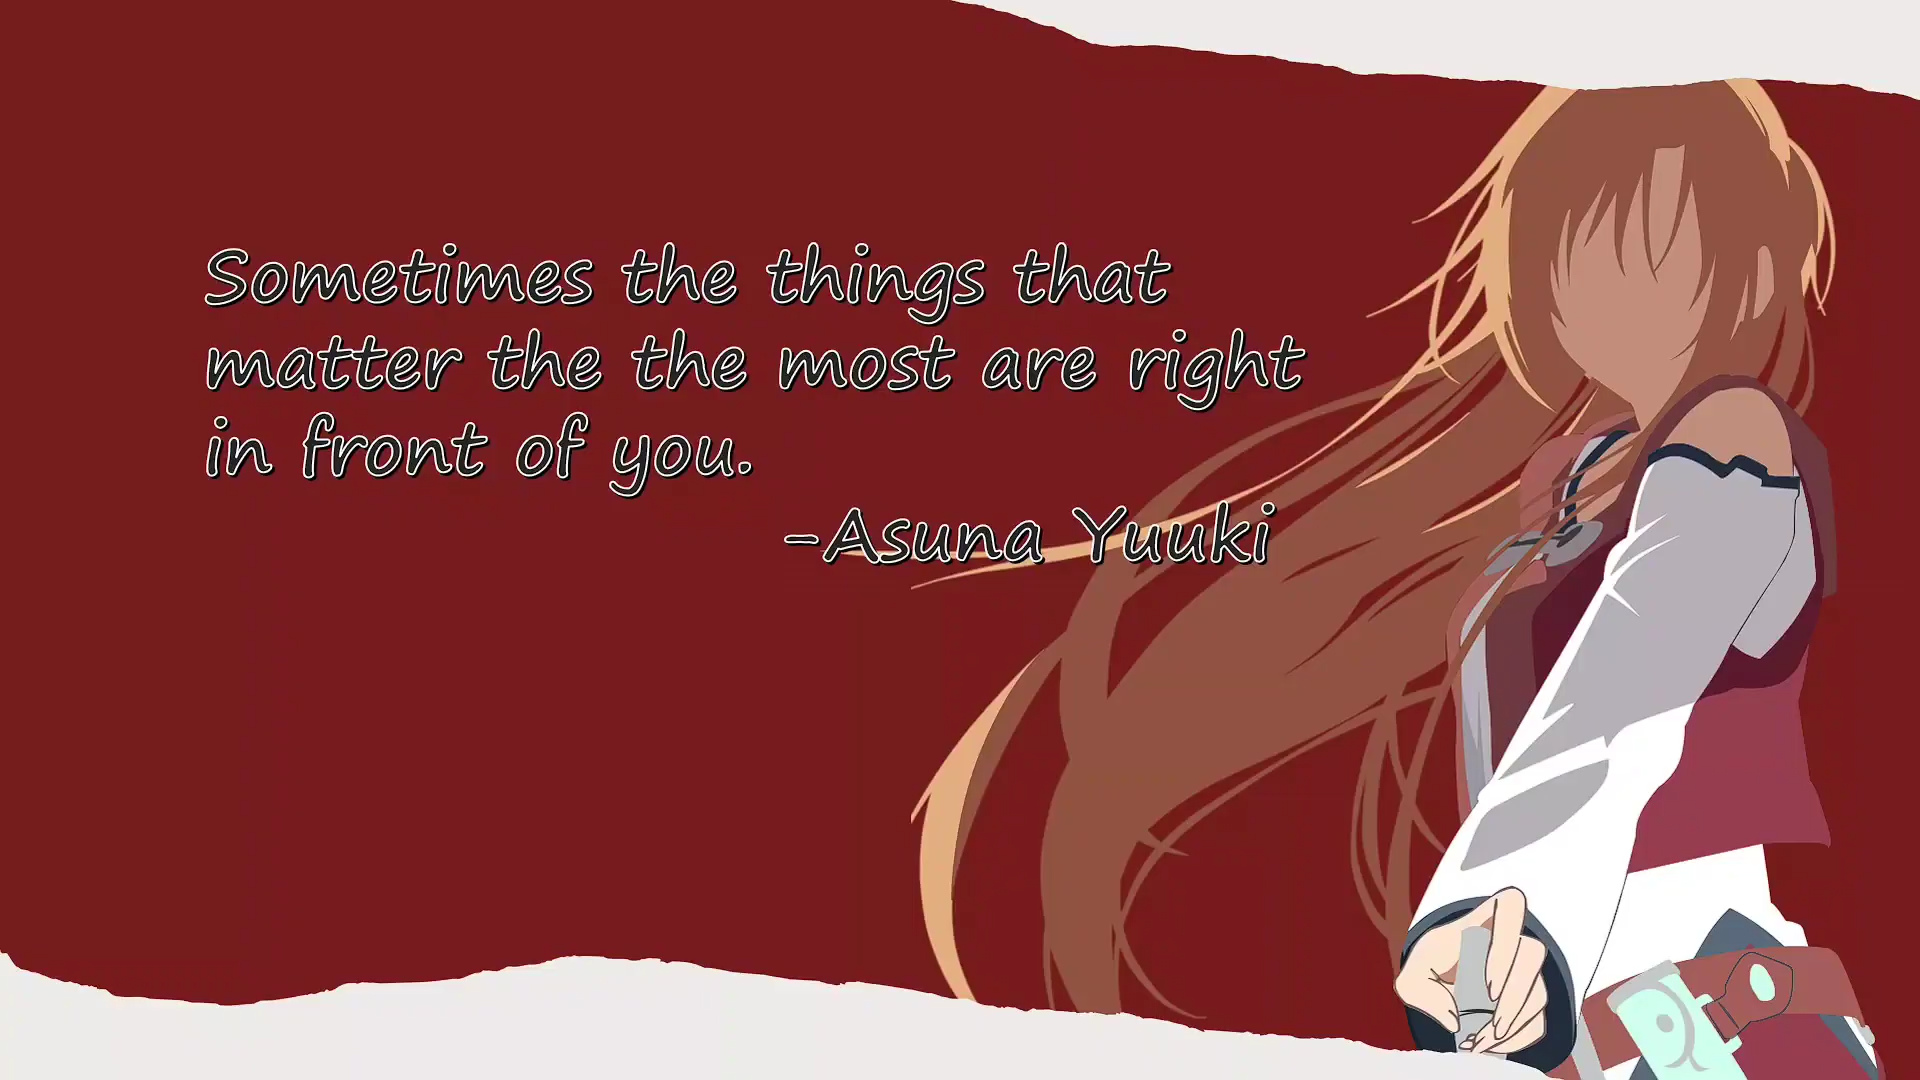 Sometimes the things that
matter the the most are right
in front of you.
-Asuna Yuuki